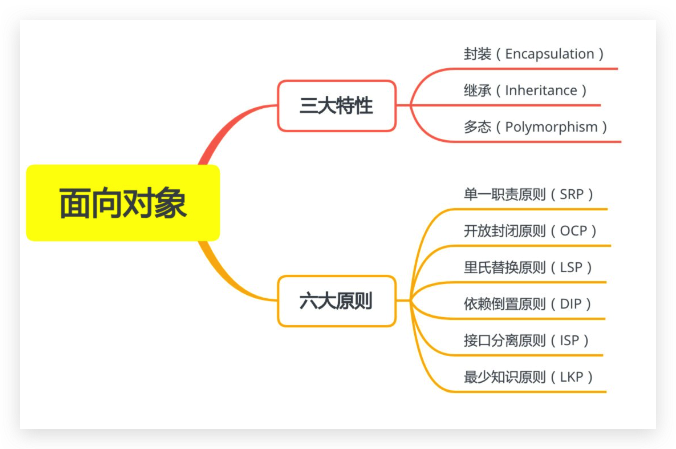 面向对象
三大特性
封装（Encapsulation）
继承（Inheritance）
多态（Polymorphism）
六大原则
单一职责原则（SRP）
开放封闭原则（OCP）
里氏替换原则（LSP）
依赖倒置原则（DIP）
接口分离原则（ISP）
最少知识原则（LKP）